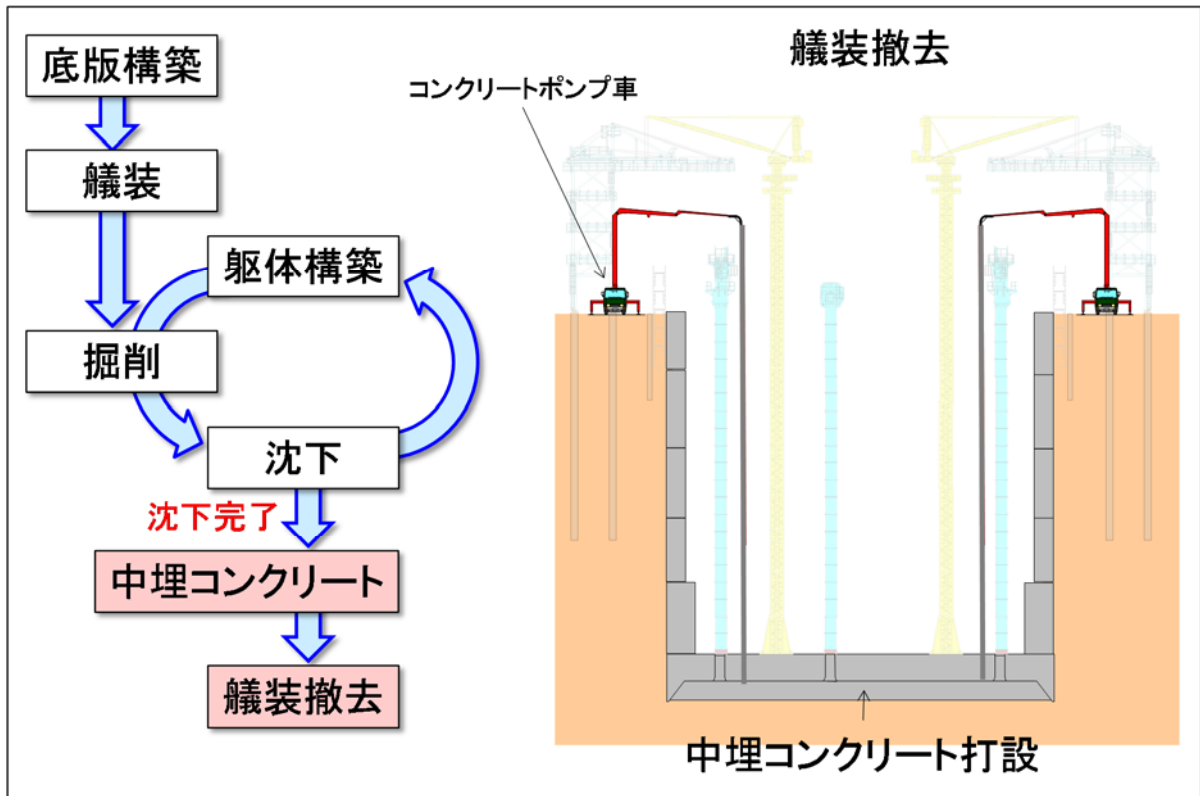 底版構築
艤装
躯体構築
掘削
沈下
沈下完了
中埋コンクリート
艤装撤去
艤装撤去
コンクリートポンプ車
中埋コンクリート打設